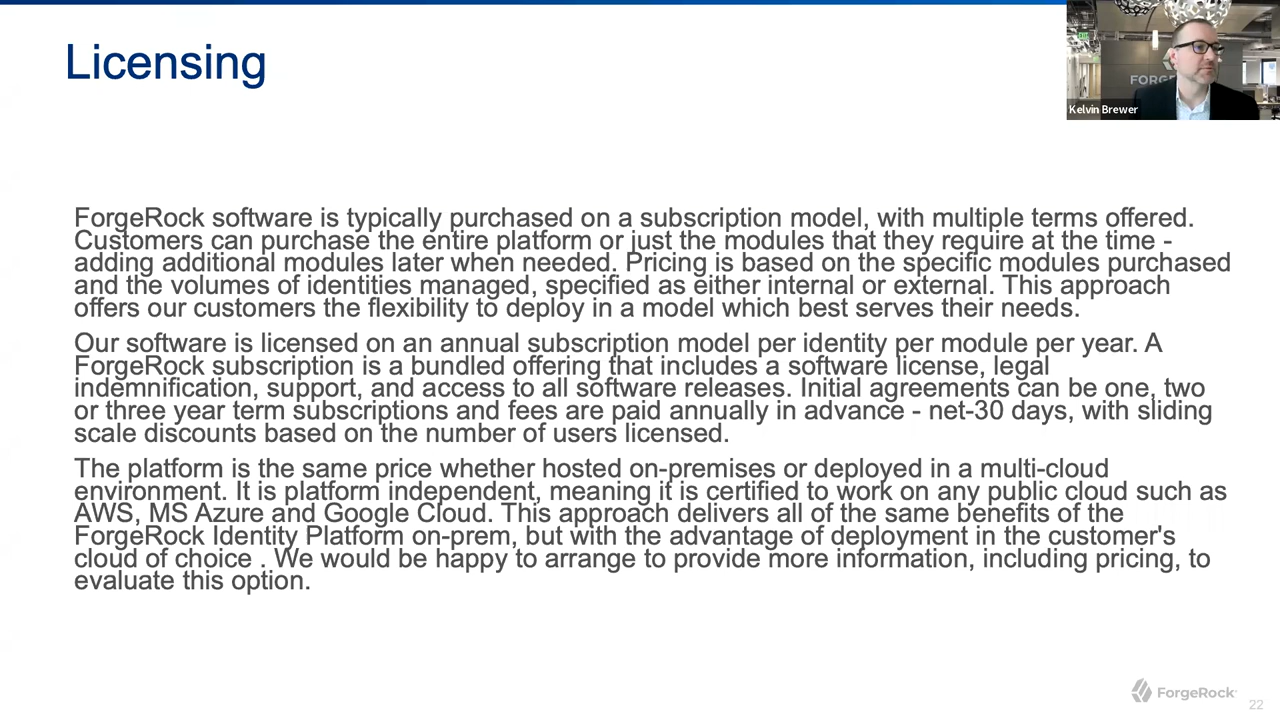 Licensing
FORGE
Kelvin Brewer
ForgeRock software is typically purchased on a subscription model, with multiple terms offered.
Customers can purchase the entire platform or just the modules that they require at the time -
adding additional modules later when needed. Pricing is based on the specific modules purchased
and the volumes of identities managed, specified as either internal or external. This approach
offers our customers the flexibility to deploy in a model which best serves their needs.
Our software is licensed on an annual subscription model per identity per module per year. A
ForgeRock subscription is a bundled offering that includes a software license, legal
indemnification, support, and access to all software releases. Initial agreements can be one, two
or three year term subscriptions and fees are paid annually in advance - net-30 days, with sliding
scale discounts based on the number of users licensed.
The platform is the same price whether hosted on-premises or deployed in a multi-cloud
environment. It is platform independent, meaning it is certified to work on any public cloud such as
AWS, MS Azure and Google Cloud. This approach delivers all of the same benefits of the
ForgeRock Identity Platform on-prem, but with the advantage of deployment in the customer's
cloud of choice . We would be happy to arrange to provide more information, including pricing, to
evaluate this option.
ForgeRock
22